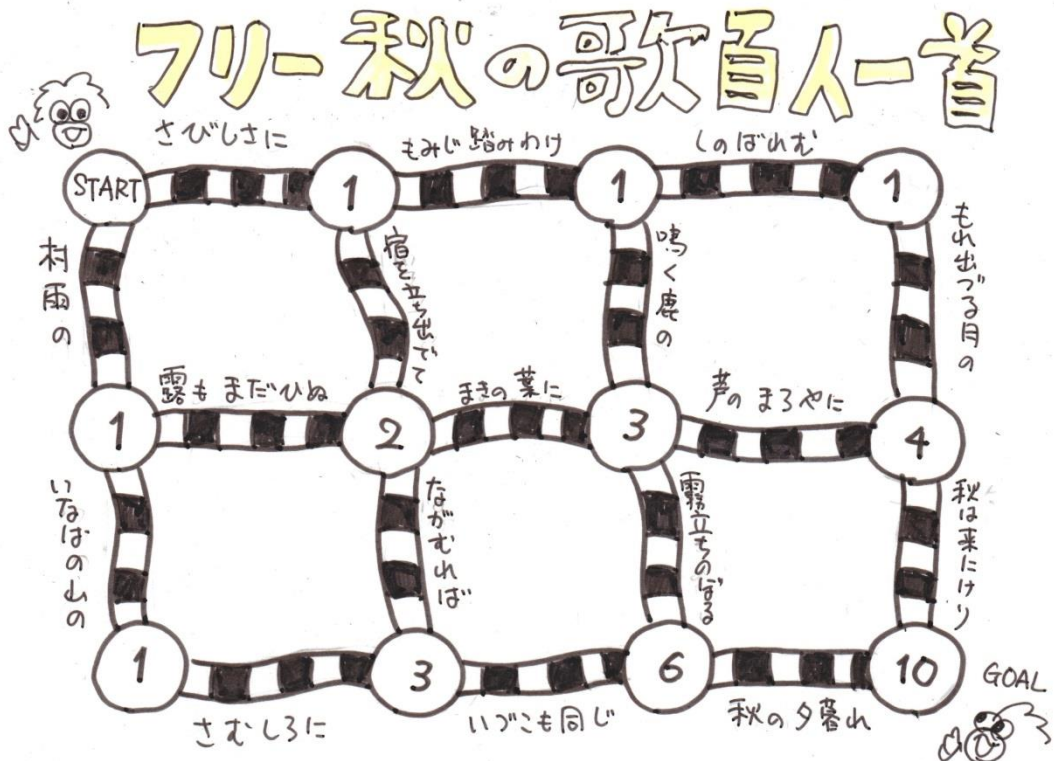 フリー秋の歌百人一首
さびしさに
もみじ踏みわけ
しのばれむ
START
1
1
1
村雨の
宿を立ち出でて
鳴く鹿の
もれ出づる月の
露もまだひぬ
まきの葉に
芦のまろやに
1
2
3
4
いなばの山の
ながむれば
霧立ちのぼる
秋は来にけり
1
3
6
10
GOAL
さむしろに
いづこも同じ
秋の夕暮れ